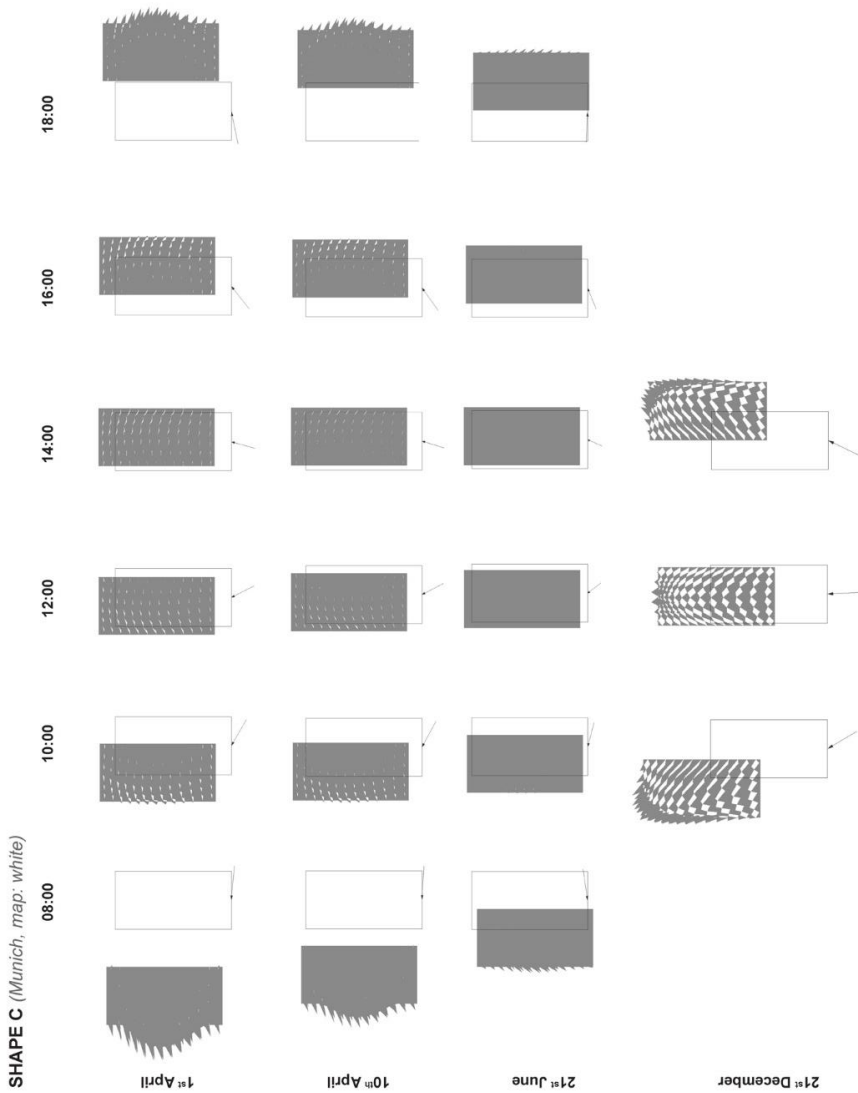 SHAPE C (Munich, map: white)
08:00
10:00
12:00
14:00
16:00
18:00
1st April
10th April
21st June
21st December